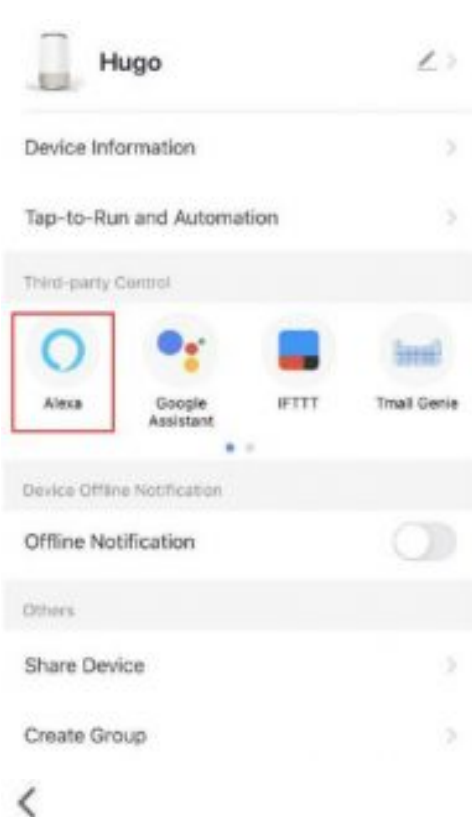 Hugo
Device Information
Tap-to-Run and Automation
Third-party Control
Alexa
Google
Assistant
IFTTT
Tmall Genie
Device Offline Notification
Offline Notification
Others
Share Device
Create Group